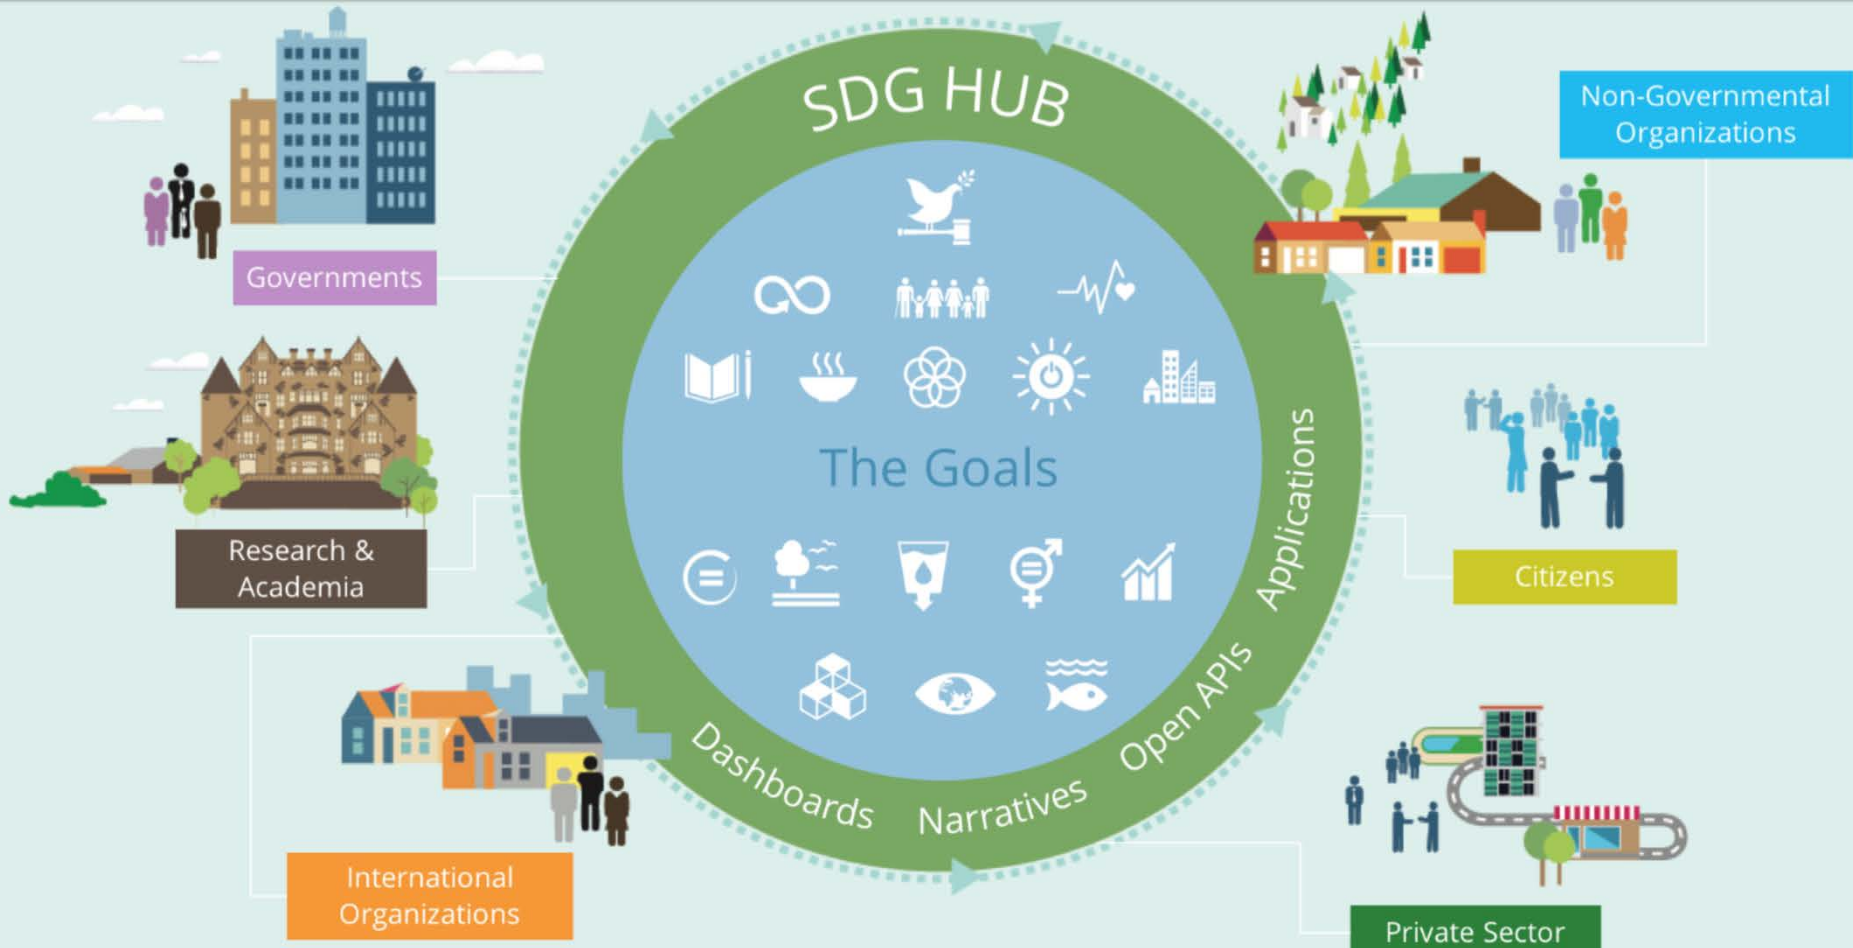 SDG HUB
Non-Governmental
Organizations
Governments
The Goals
Applications
Research &
Academia
Citizens
Open APIs
Dashboards
Narratives
International
Organizations
Private Sector